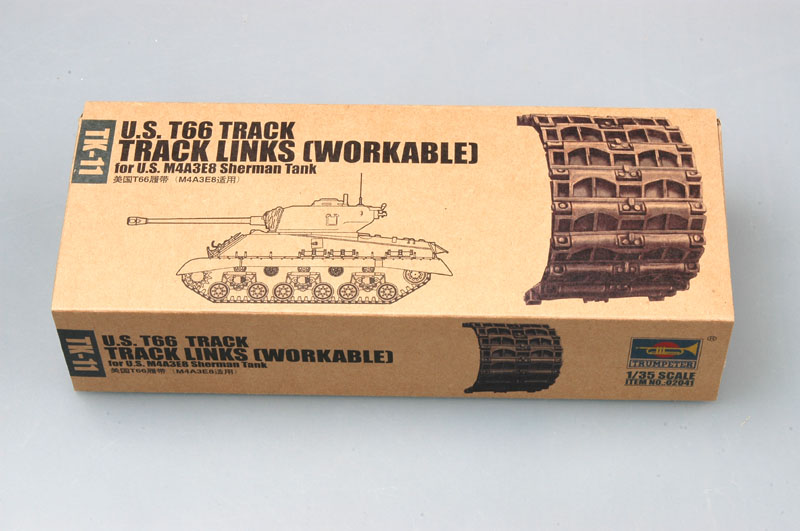 TK-11
U.S. T66 TRACK
TRACK LINKS (WORKABLE)
for U.S. M4A3E8 Sherman Tank
美国T66履带（M4A3E8适用）
TK-11
U.S. T66 TRACK
TRACK LINKS (WORKABLE)
for U.S. M4A3E8 Sherman Tank
美国T66履带（M4A3E8适用）
®
TRUMPETER
1/35 SCALE
ITEM NO.:02041